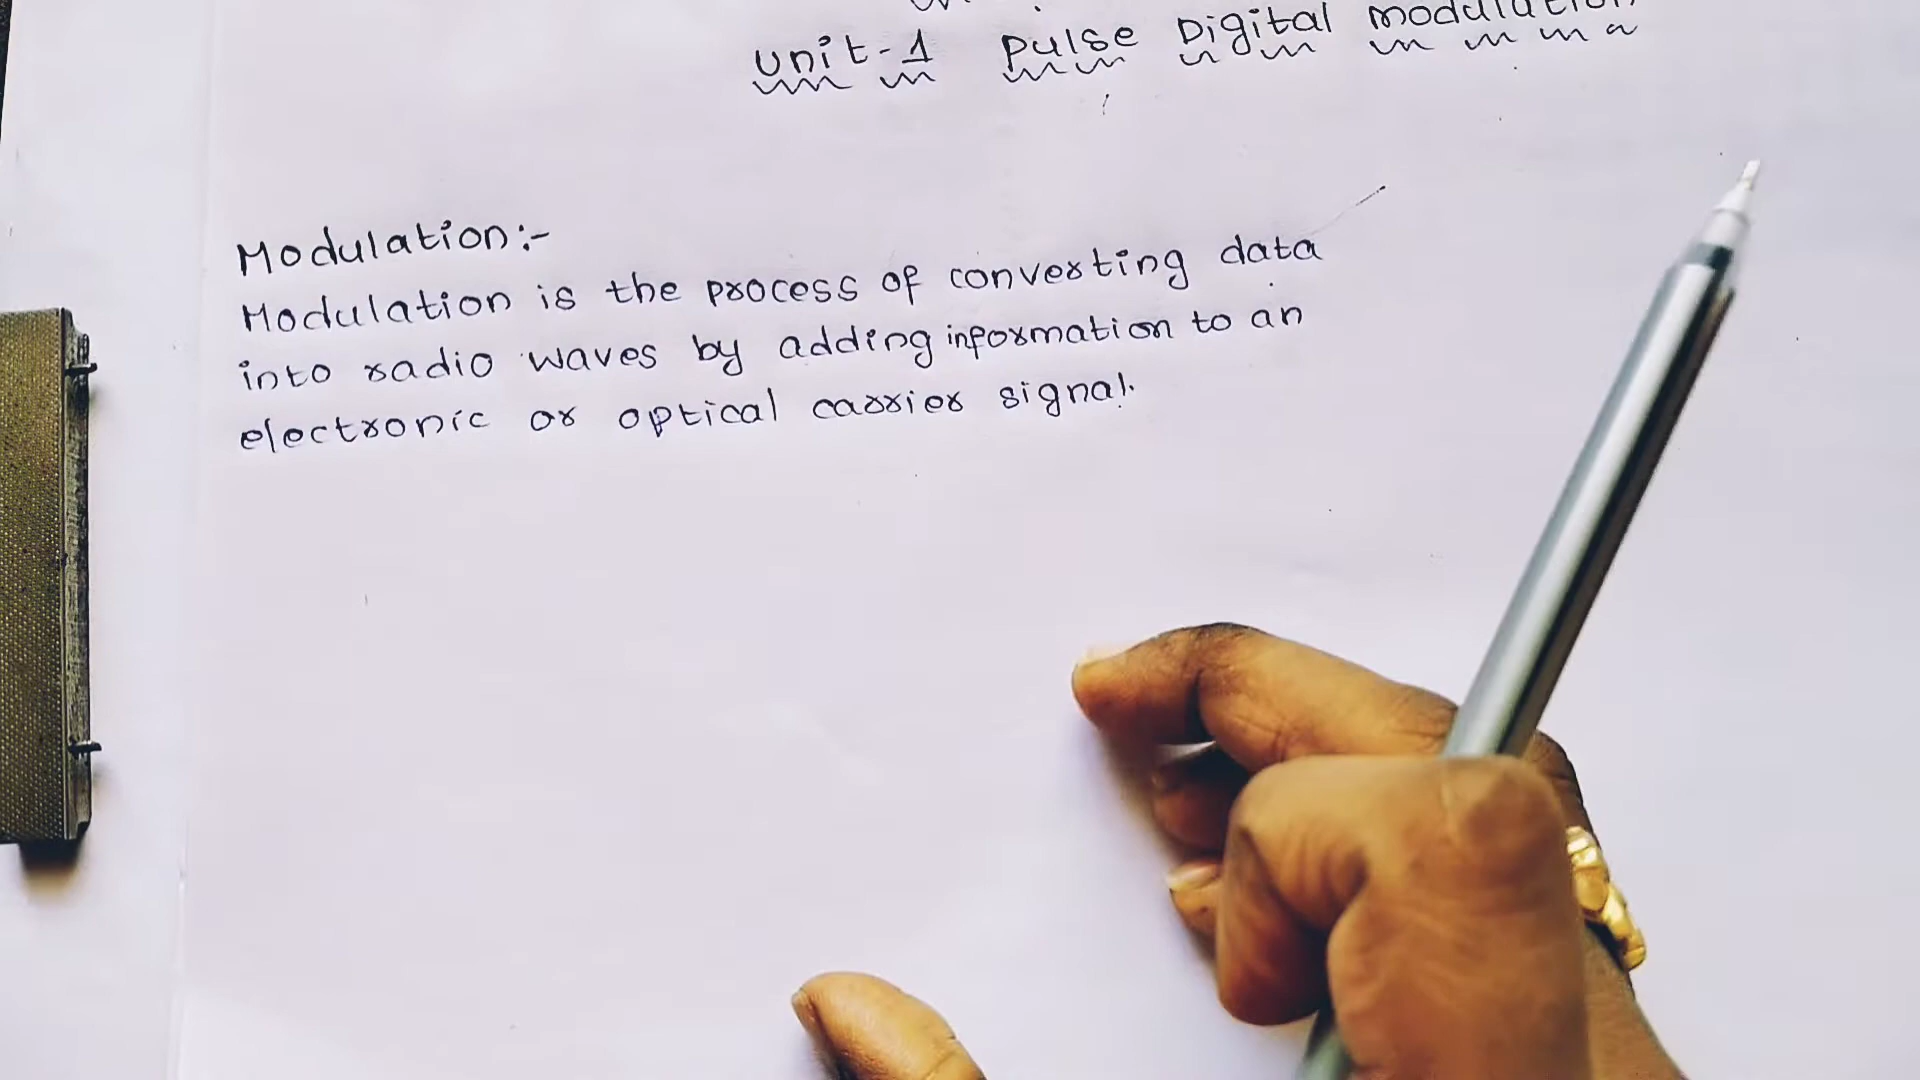 Unit-1 Pulse Digital Modulation
Modulation:-
Modulation is the process of converting data
into radio waves by adding information to an
electronic or optical carrier signal.